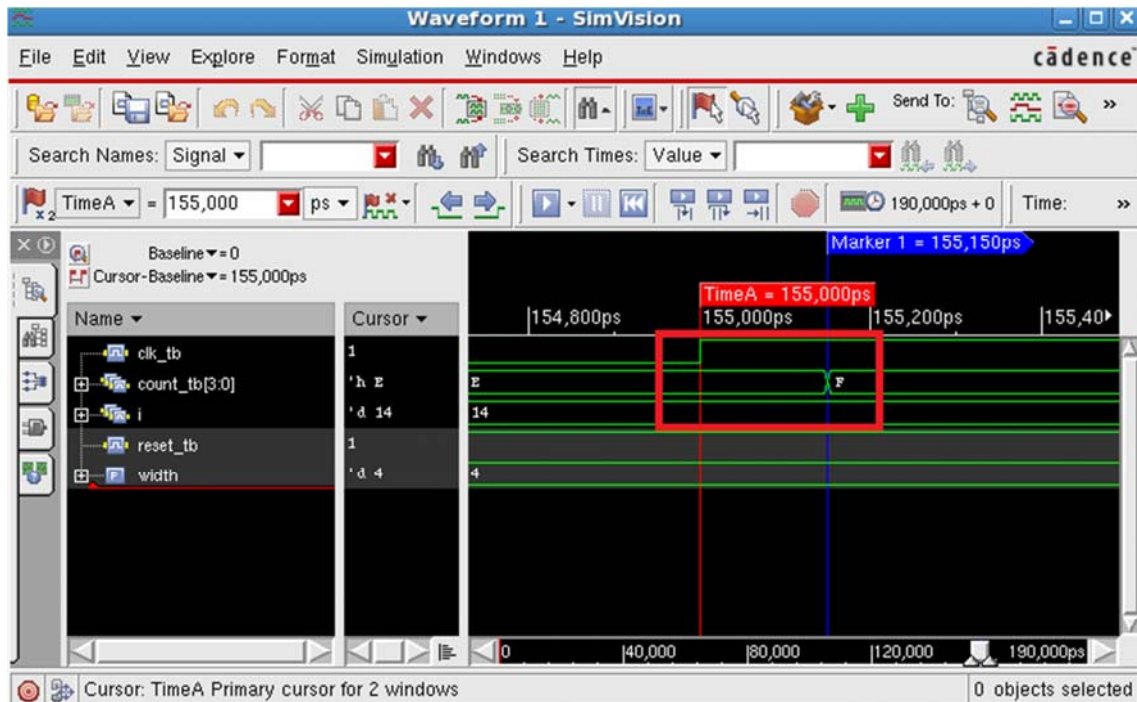 Waveform 1 - SimVision
File Edit View Explore Format Simulation Windows Help cādence
Send To: »
Search Names: Signal Search Times: Value
x2 TimeA = 155,000 ps 190,000ps + 0 Time: »
Baseline = 0
Cursor-Baseline = 155,000ps
Marker 1 = 155,150ps
TimeA = 155,000ps
Name Cursor 154,800ps 155,000ps 155,200ps 155,40
clk_tb 1
count_tb[3:0] 'h E E F
i 'd 14 14
reset_tb 1
width 'd 4 4
0 40,000 80,000 120,000 190,000ps
Cursor: TimeA Primary cursor for 2 windows 0 objects selected